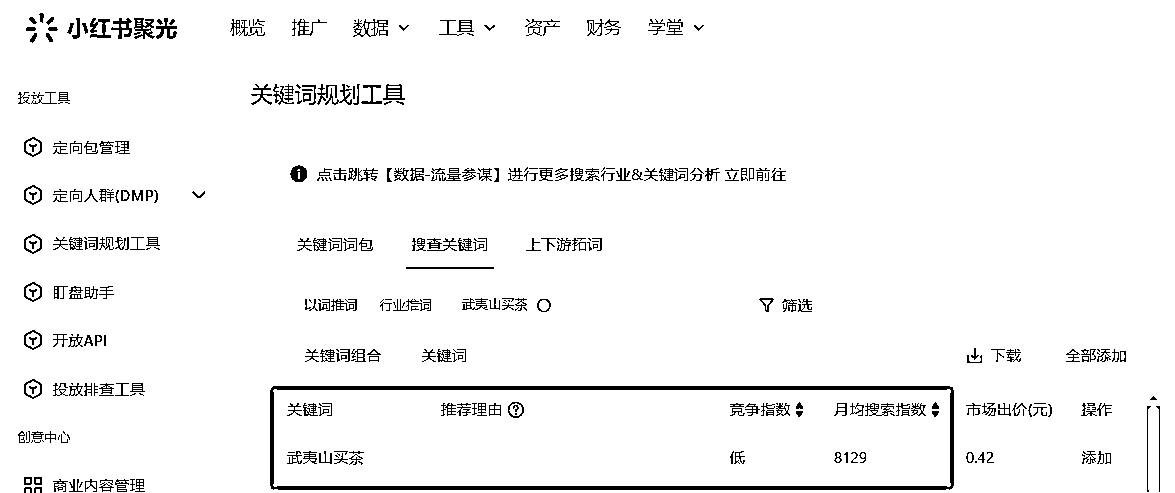 小红书聚光 概览 推广 数据 工具 资产 财务 学堂
投放工具
关键词规划工具
定向包管理
点击跳转【数据-流量参谋】进行更多搜索行业&关键词分析 立即前往
定向人群(DMP)
关键词规划工具
关键词词包 搜查关键词 上下游拓词
盯盘助手
以词推词 行业推词 武夷山买茶 筛选
开放API
关键词组合 关键词 下载 全部添加
投放排查工具
关键词 推荐理由 竞争指数 月均搜索指数 市场出价(元) 操作
创意中心
武夷山买茶 低 8129 0.42 添加
商业内容管理